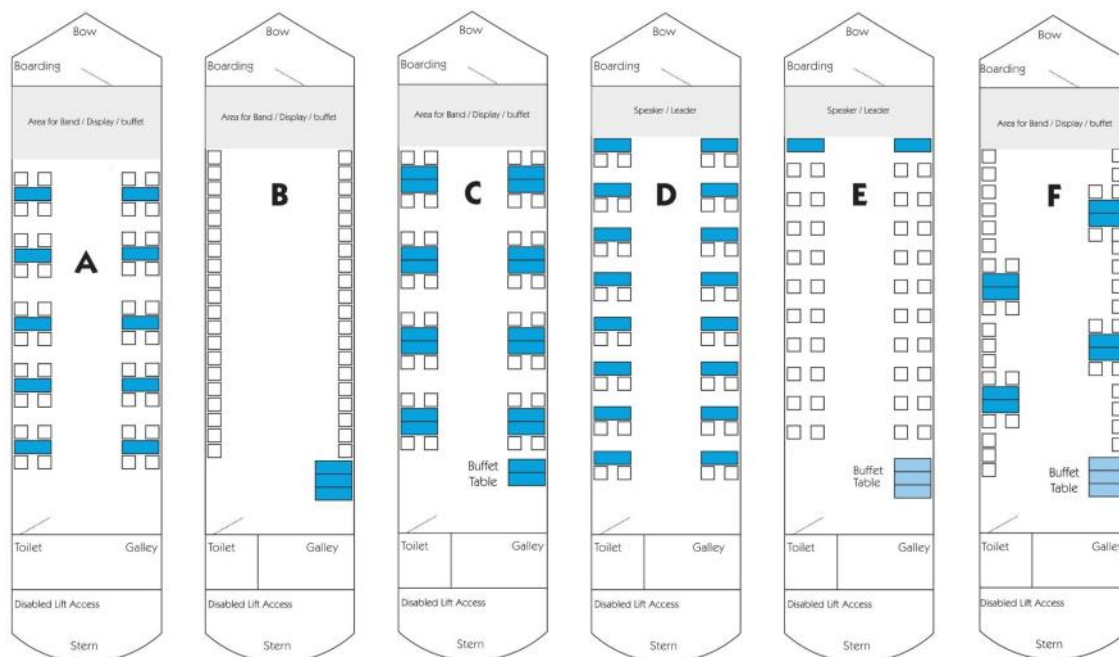 Bow
Boarding
Area for Band / Display / buffet
A
Toilet
Galley
Disabled Lift Access
Stern
Bow
Boarding
Area for Band / Display / buffet
B
Toilet
Galley
Disabled Lift Access
Stern
Bow
Boarding
Area for Band / Display / buffet
C
Buffet
Table
Toilet
Galley
Disabled Lift Access
Stern
Bow
Boarding
Speaker / Leader
D
Toilet
Galley
Disabled Lift Access
Stern
Bow
Boarding
Speaker / Leader
E
Buffet
Table
Toilet
Galley
Disabled Lift Access
Stern
Bow
Boarding
Area for Band / Display / buffet
F
Buffet
Table
Toilet
Galley
Disabled Lift Access
Stern